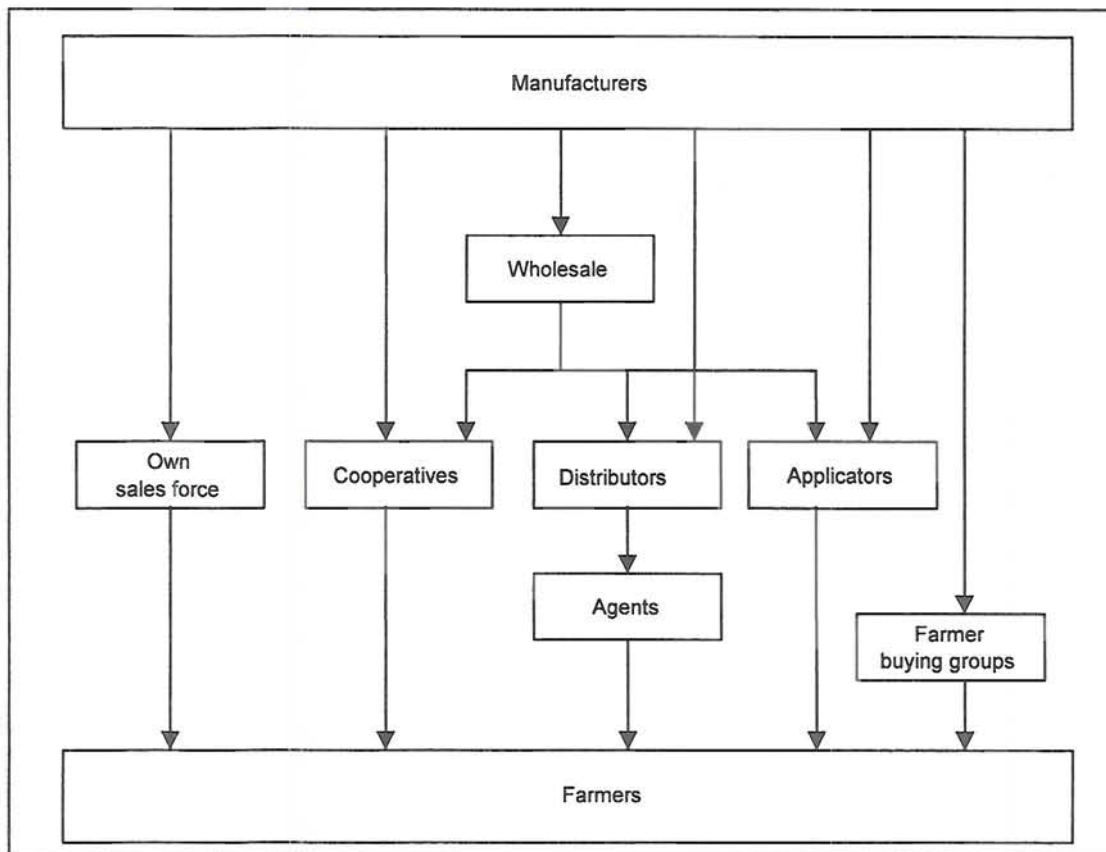 Manufacturers
Wholesale
Own
sales force
Cooperatives
Distributors
Applicators
Agents
Farmer
buying groups
Farmers